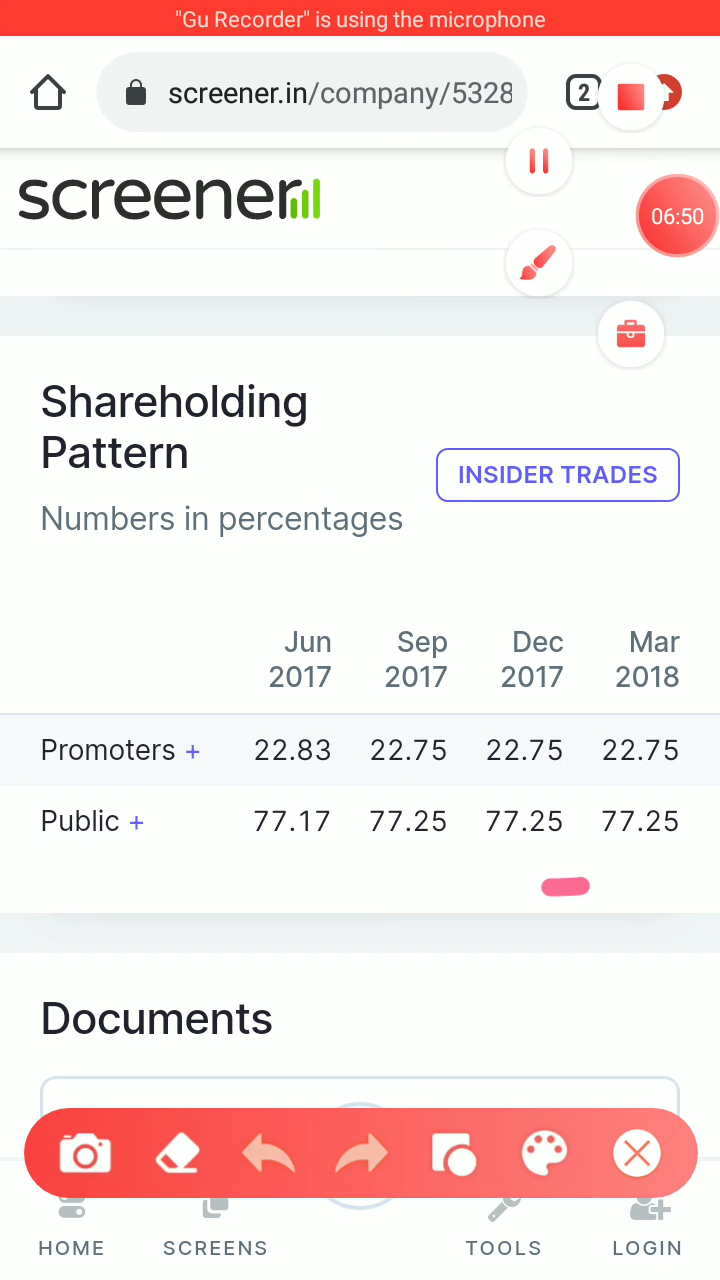 "Gu Recorder" is using the microphone
screener.in/company/5328
2
screener
06:50
Shareholding
Pattern
INSIDER TRADES
Numbers in percentages
Jun Sep Dec Mar
2017 2017 2017 2018
Promoters + 22.83 22.75 22.75 22.75
Public + 77.17 77.25 77.25 77.25
Documents
HOME SCREENS TOOLS LOGIN